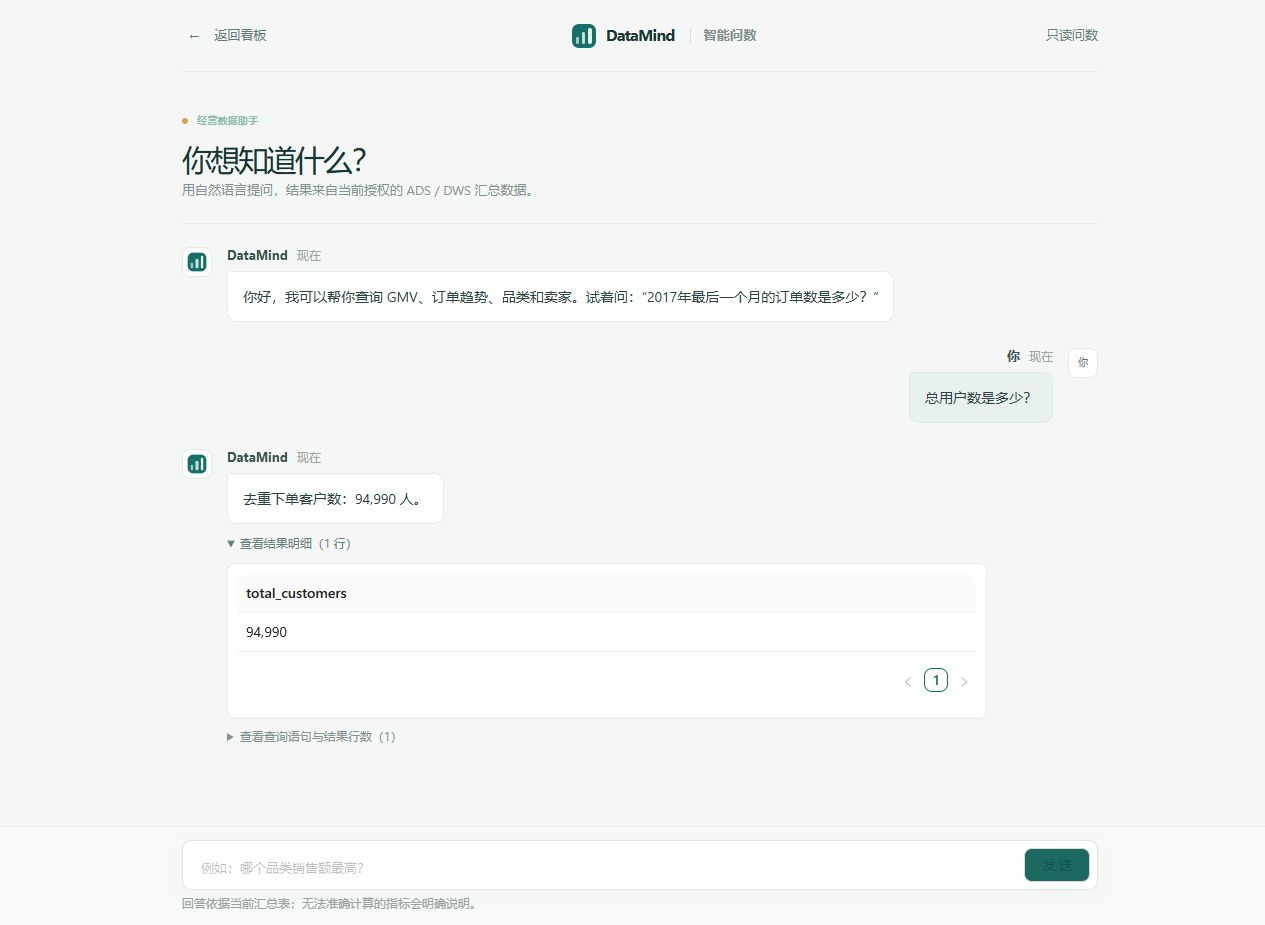 ← 返回看板
DataMind 智能问数
只读问数
经营数据助手
你想知道什么？
用自然语言提问，结果来自当前授权的 ADS / DWS 汇总数据。
DataMind 现在
你好，我可以帮你查询 GMV、订单趋势、品类和卖家。试着问：“2017年最后一个月的订单数是多少？”
你 现在
你
总用户数是多少？
DataMind 现在
去重下单客户数：94,990 人。
▼ 查看结果明细（1 行）
total_customers
94,990
< 1 >
▶ 查看查询语句与结果行数（1）
例如：哪个品类销售额最高？
发 送
回答依据当前汇总表；无法准确计算的指标会明确说明。